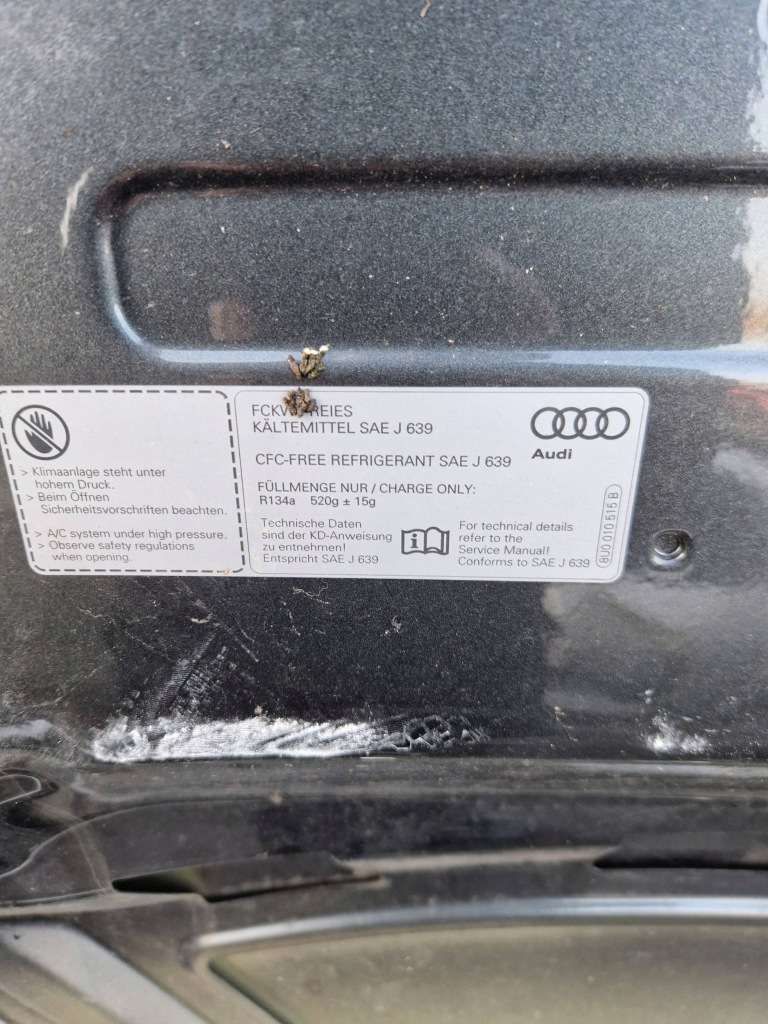 > Klimaanlage steht unter
hohem Druck.
> Beim Öffnen
Sicherheitsvorschriften beachten.
> A/C system under high pressure.
> Observe safety regulations
when opening.
KÄLTEMITTEL SAE J 639
CFC-FREE REFRIGERANT SAE J 639
FÜLLMENGE NUR / CHARGE ONLY:
R134a 520g ± 15g
Technische Daten
sind der KD-Anweisung
zu entnehmen!
Entspricht SAE J 639
For technical details
refer to the
Service Manual!
Conforms to SAE J 639
Audi
8U0 010 515 B